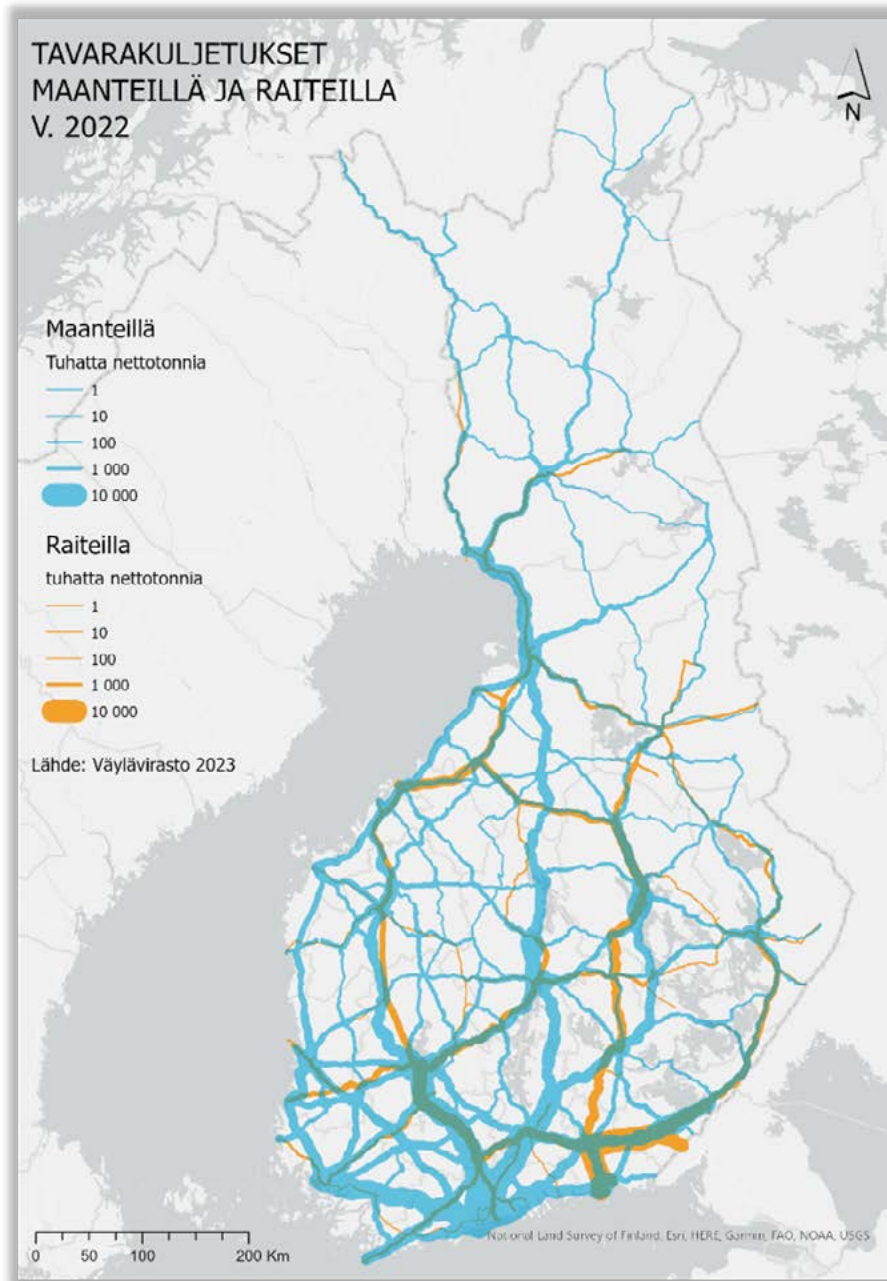 TAVARAKULJETUKSET
MAANTEILLÄ JA RAITEILLA
V. 2022
N
Maanteillä
Tuhatta nettotonnia
1
10
100
1 000
10 000
Raiteilla
tuhatta nettotonnia
1
10
100
1 000
10 000
Lähde: Väylävirasto 2023
National Land Survey of Finland, Esri, HERE, Garmin, FAO, NOAA, USGS
0 50 100 200 Km